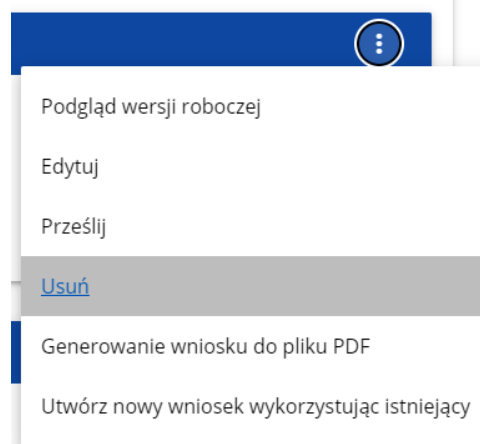 Podgląd wersji roboczej
Edytuj
Prześlij
Usuń
Generowanie wniosku do pliku PDF
Utwórz nowy wniosek wykorzystując istniejący